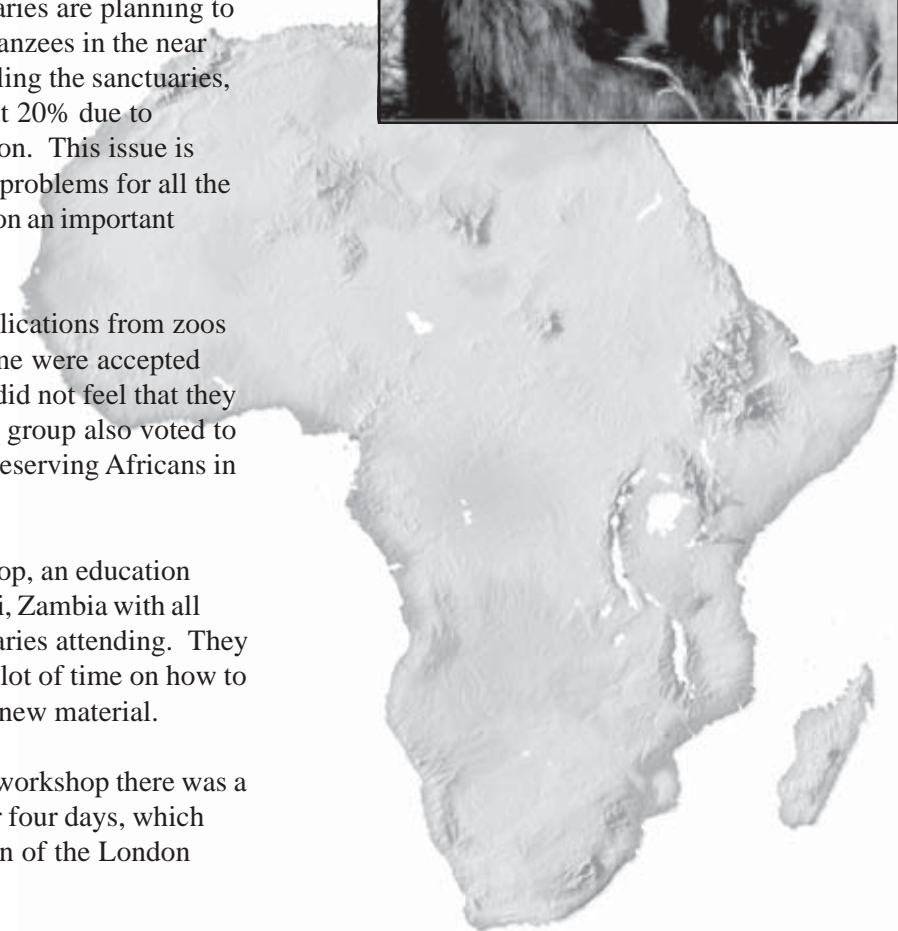 aries are planning to
anzees in the near
ling the sanctuaries,
t 20% due to
on. This issue is
problems for all the
on an important
lications from zoos
ne were accepted
did not feel that they
group also voted to
eserving Africans in
op, an education
i, Zambia with all
aries attending. They
lot of time on how to
new material.
workshop there was a
r four days, which
n of the London